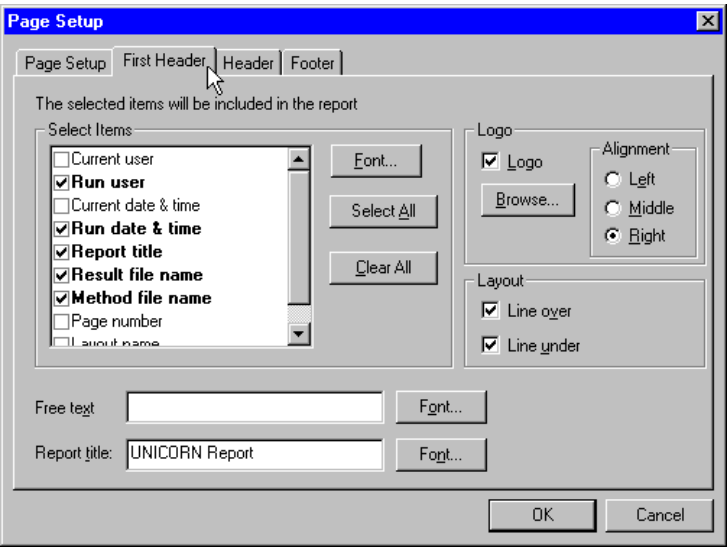 Page Setup
Page Setup First Header Header Footer
The selected items will be included in the report
Select Items
Current user
Run user
Current date & time
Run date & time
Report title
Result file name
Method file name
Page number
Layout name
Font...
Select All
Clear All
Logo
Logo
Browse...
Alignment
Left
Middle
Right
Layout
Line over
Line under
Free text
Font...
Report title: UNICORN Report
Font...
OK Cancel